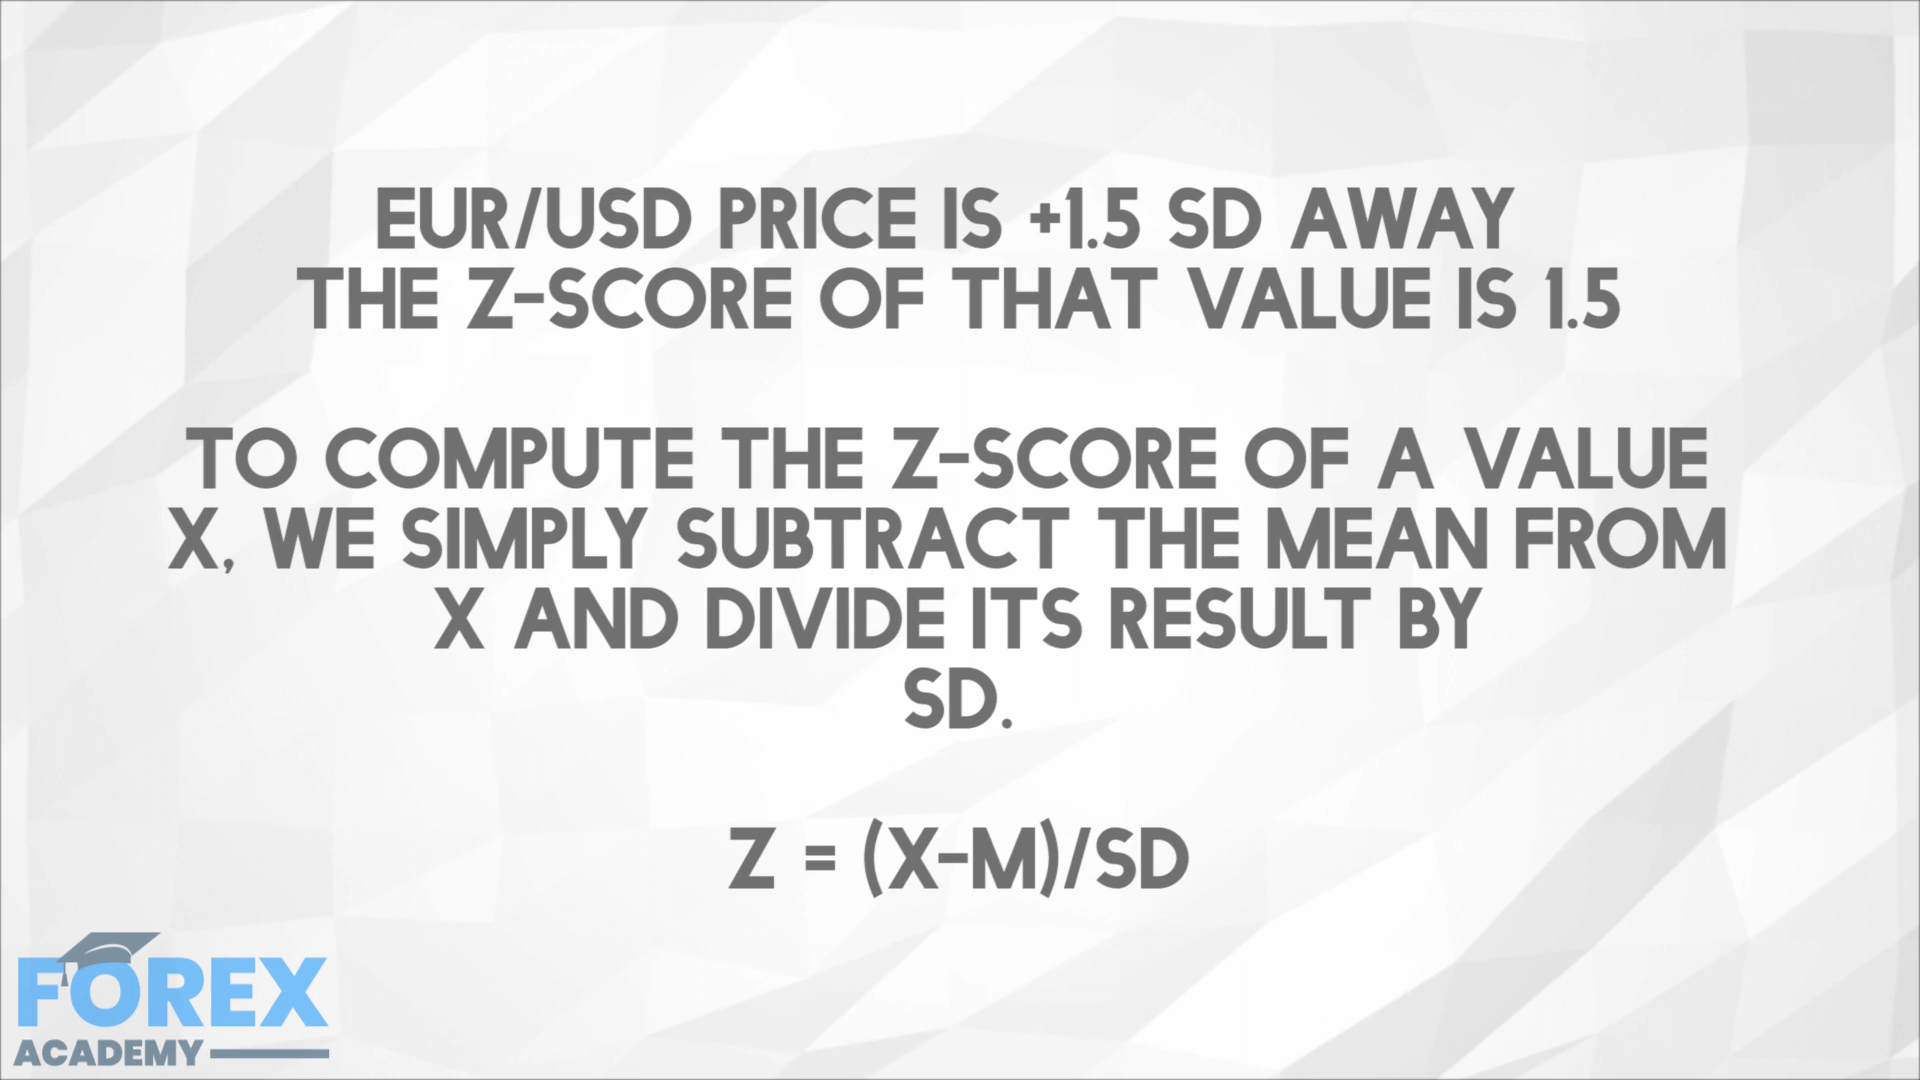 EUR/USD PRICE IS +1.5 SD AWAY
THE Z-SCORE OF THAT VALUE IS 1.5
TO COMPUTE THE Z-SCORE OF A VALUE
X, WE SIMPLY SUBTRACT THE MEAN FROM
X AND DIVIDE ITS RESULT BY
SD.
Z = (X-M)/SD
FOREX
ACADEMY